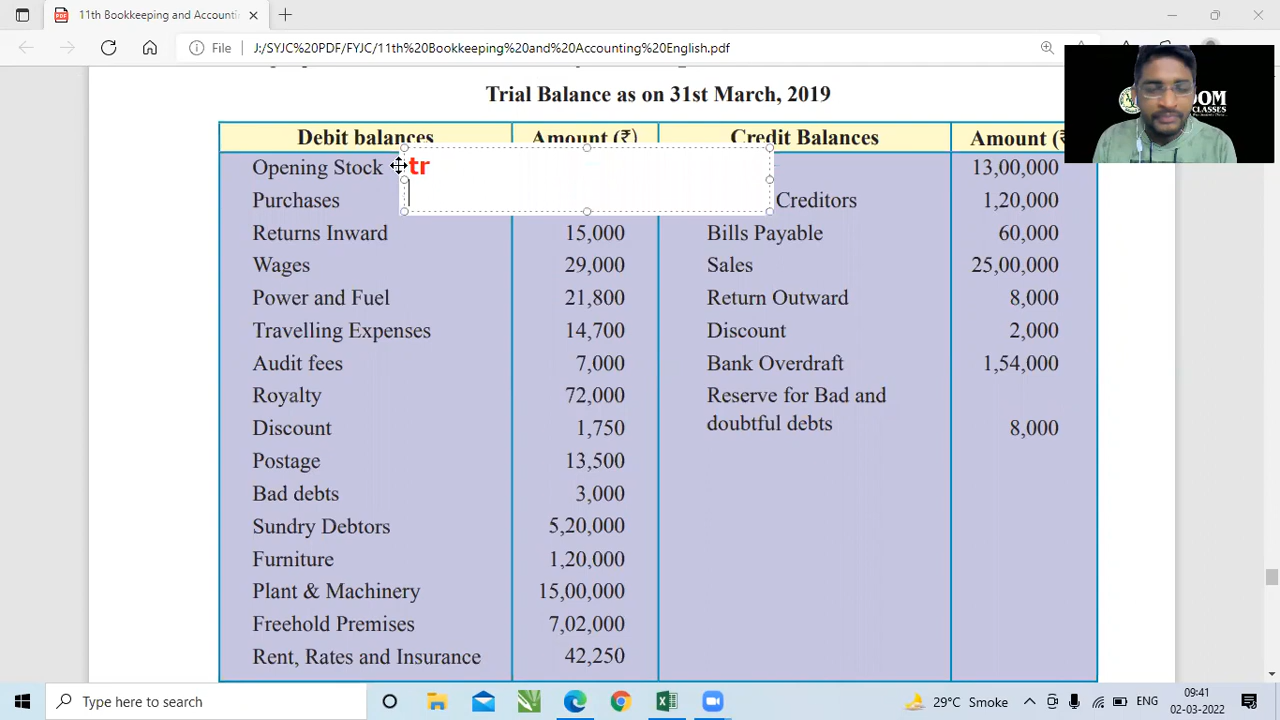 11th Bookkeeping and Accounti
File
J:/SYJC%20PDF/FYJC/11th%20Bookkeeping%20and%20Accounting%20English.pdf
Trial Balance as on 31st March, 2019
Debit balances Amount (₹) Credit Balances Amount (₹
Opening Stock tr 13,00,000
Purchases Creditors 1,20,000
Returns Inward 15,000 Bills Payable 60,000
Wages 29,000 Sales 25,00,000
Power and Fuel 21,800 Return Outward 8,000
Travelling Expenses 14,700 Discount 2,000
Audit fees 7,000 Bank Overdraft 1,54,000
Royalty 72,000 Reserve for Bad and
Discount 1,750 doubtful debts 8,000
Postage 13,500
Bad debts 3,000
Sundry Debtors 5,20,000
Furniture 1,20,000
Plant & Machinery 15,00,000
Freehold Premises 7,02,000
Rent, Rates and Insurance 42,250
DOM
CLASSES
Type here to search
29°C Smoke
ENG
09:41
02-03-2022